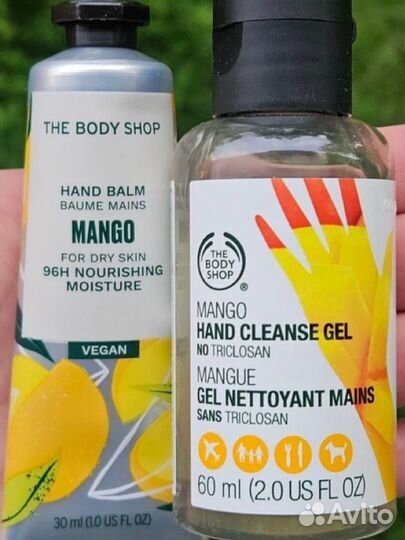 THE BODY SHOP
HAND BALM
BAUME MAINS
MANGO
FOR DRY SKIN
96H NOURISHING
MOISTURE
VEGAN
30 ml (1.0 US FL OZ)
THE
BODY
SHOP
®
MANGO
HAND CLEANSE GEL
NO TRICLOSAN
MANGUE
GEL NETTOYANT MAINS
SANS TRICLOSAN
60 ml (2.0 US FL OZ)
Avito